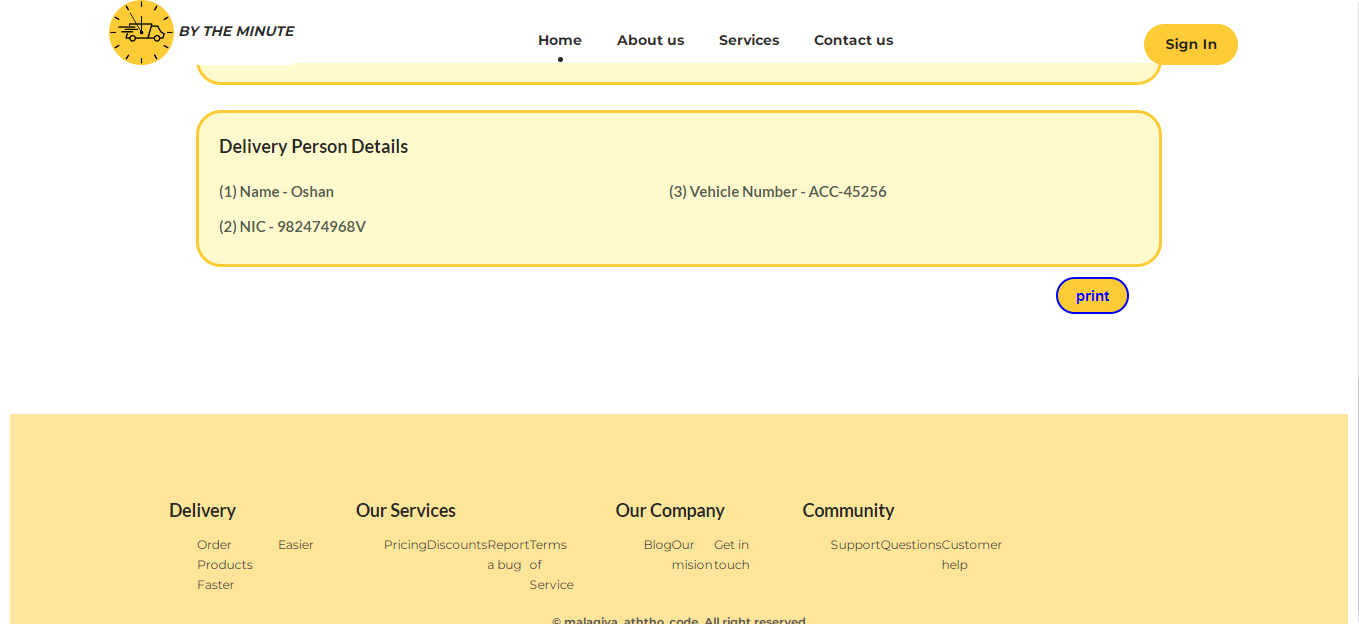 BY THE MINUTE
Home About us Services Contact us
Sign In
Delivery Person Details
(1) Name - Oshan
(3) Vehicle Number - ACC-45256
(2) NIC - 982474968V
print
Delivery
Order
Products
Faster
Easier
Our Services
Pricing
Discounts
Report
a bug
Terms
of
Service
Our Company
Blog
Our
mision
Get in
touch
Community
Support
Questions
Customer
help
© malagiya_aththo_code. All right reserved